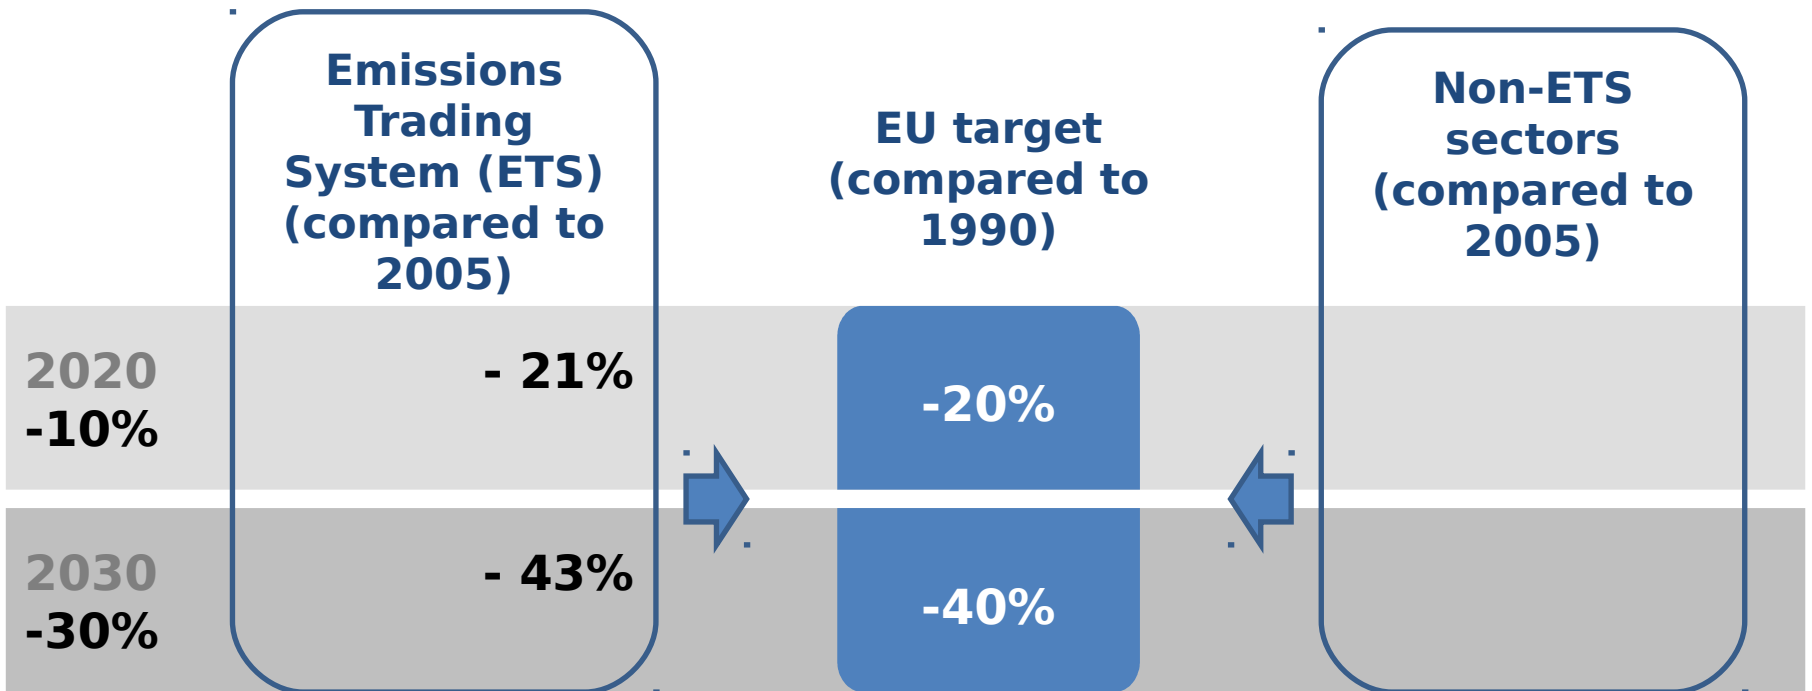 Emissions
Trading
System (ETS)
(compared to
2005)
EU target
(compared to
1990)
Non-ETS
sectors
(compared to
2005)
2020 - 21%
-10%
-20%
2030 - 43%
-30%
-40%